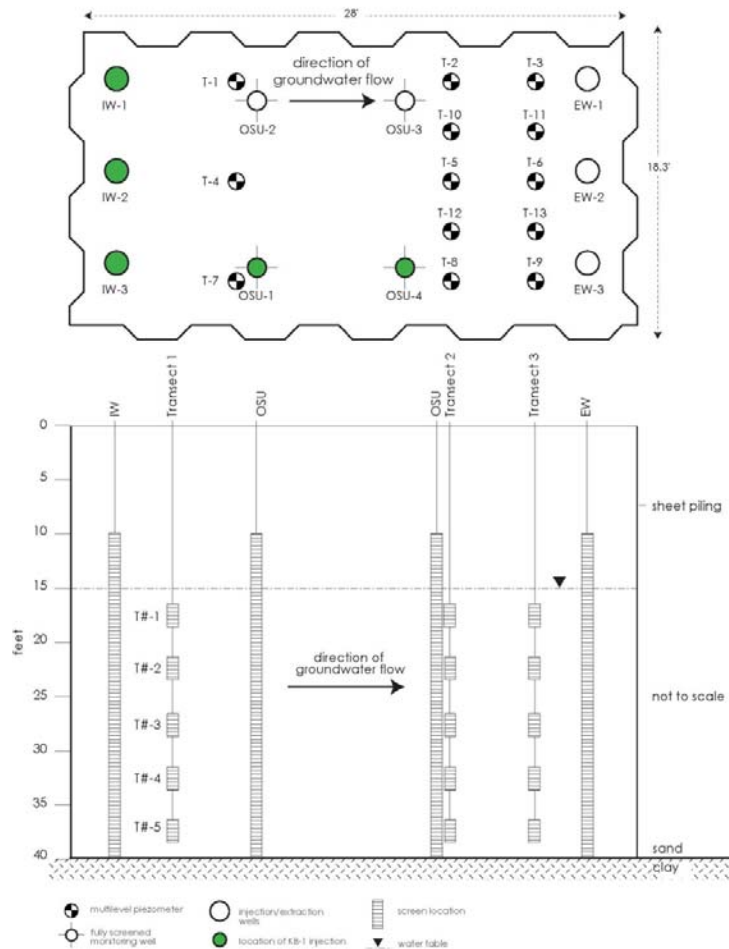 28'
direction of
groundwater flow
T-1
T-2
T-3
IW-1
OSU-2
OSU-3
EW-1
T-10
T-11
18.3'
T-4
T-5
T-6
IW-2
EW-2
T-12
T-13
T-7
T-8
T-9
IW-3
OSU-1
OSU-4
EW-3
IW
Transect 1
OSU
OSU
Transect 2
Transect 3
EW
0
5
sheet piling
10
15
T#-1
20
T#-2
direction of
groundwater flow
feet
25
not to scale
T#-3
30
T#-4
35
T#-5
sand
40
clay
multilevel piezometer
injection/extraction
wells
screen location
fully screened
monitoring well
location of KB-1 injection
water table